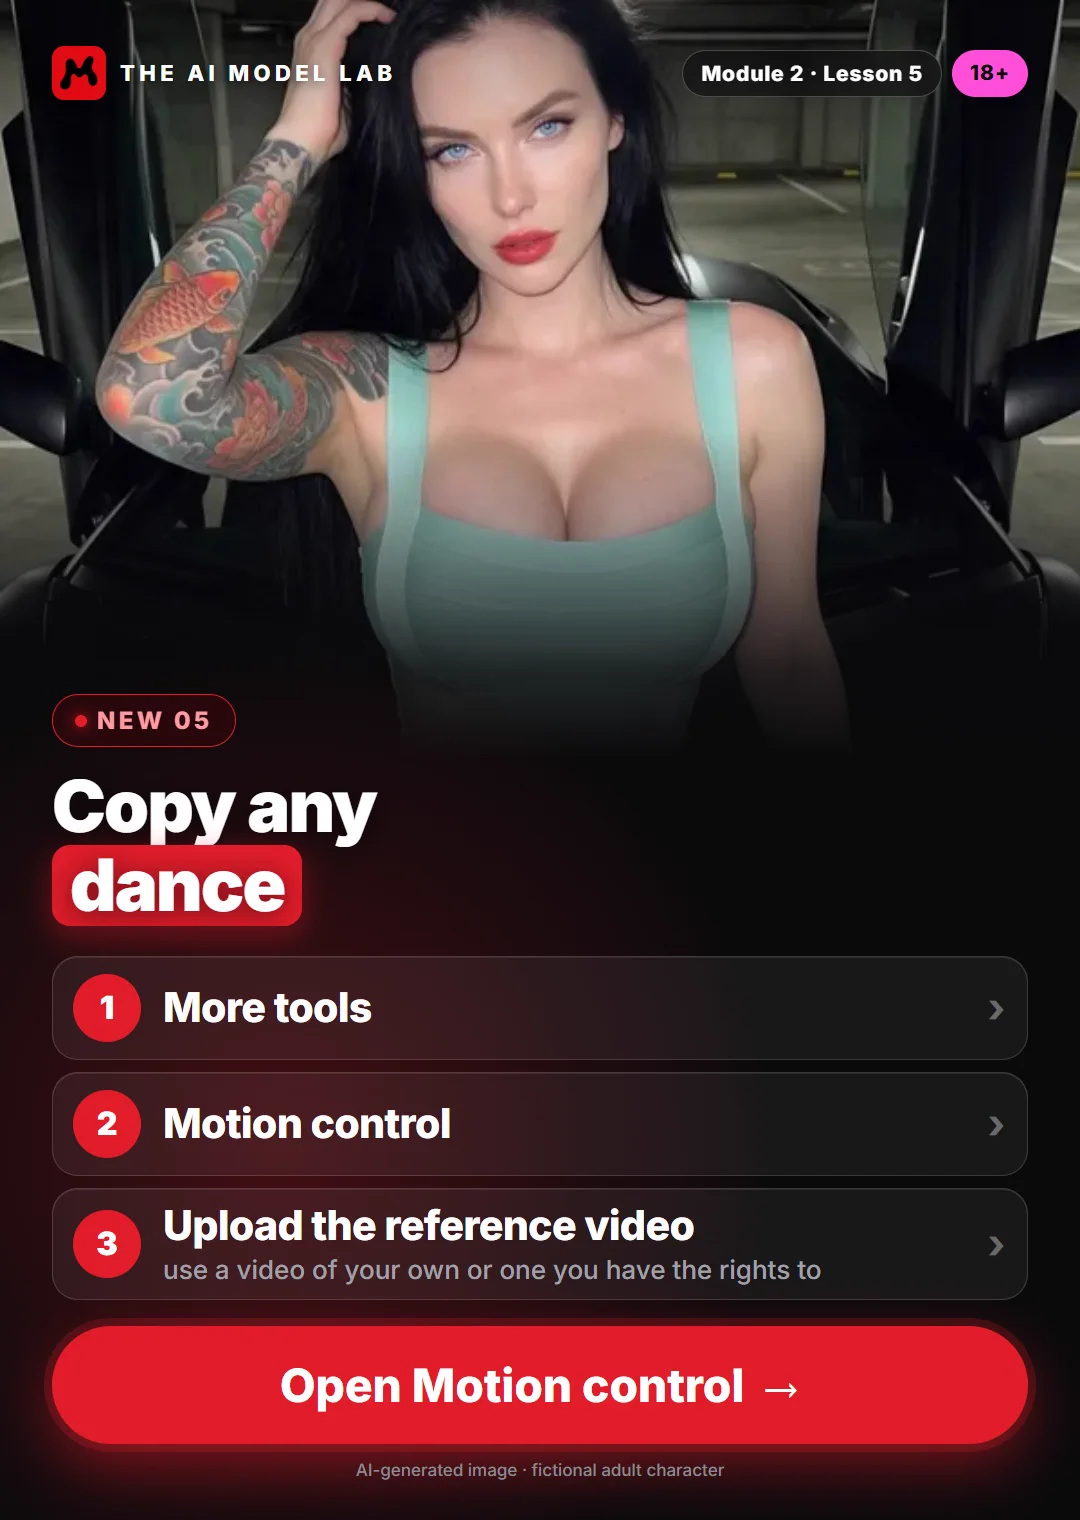 THE AI MODEL LAB
Module 2 · Lesson 5
18+
NEW 05
Copy any
dance
1 More tools ›
2 Motion control ›
3 Upload the reference video ›
use a video of your own or one you have the rights to
Open Motion control →
AI-generated image · fictional adult character